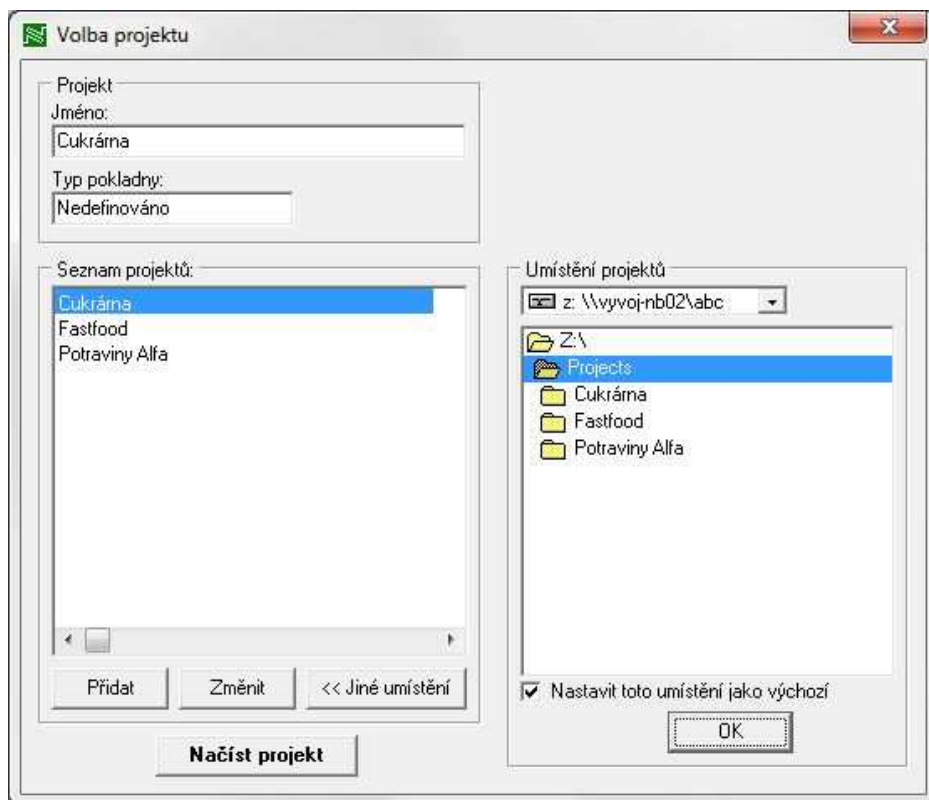 Volba projektu
Projekt
Jméno:
Cukrárna
Typ pokladny:
Nedefinováno
Seznam projektů:
Cukrárna
Fastfood
Potraviny Alfa
Přidat
Změnit
<< Jiné umístění
Načíst projekt
Umístění projektů
z: \\vyvoj-nb02\abc
Z:\
Projects
Cukrárna
Fastfood
Potraviny Alfa
Nastavit toto umístění jako výchozí
OK